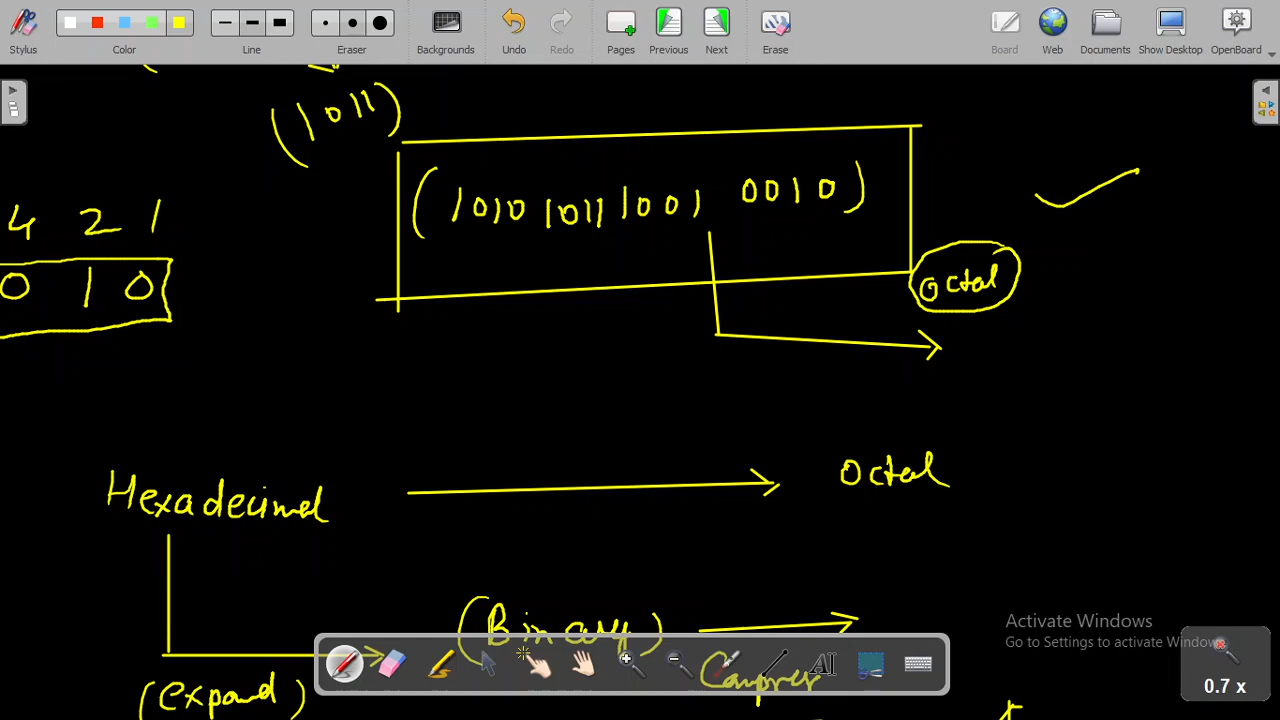 Stylus Color Line Eraser Backgrounds Undo Redo Pages Previous Next Erase Board Web Documents Show Desktop OpenBoard
(1011)
(1010 1011 1001 0010)
4 2 1
0 1 0
Octal
Hexadecimal Octal
(Binary)
(expand)
Activate Windows
Go to Settings to activate Windows
0.7 x